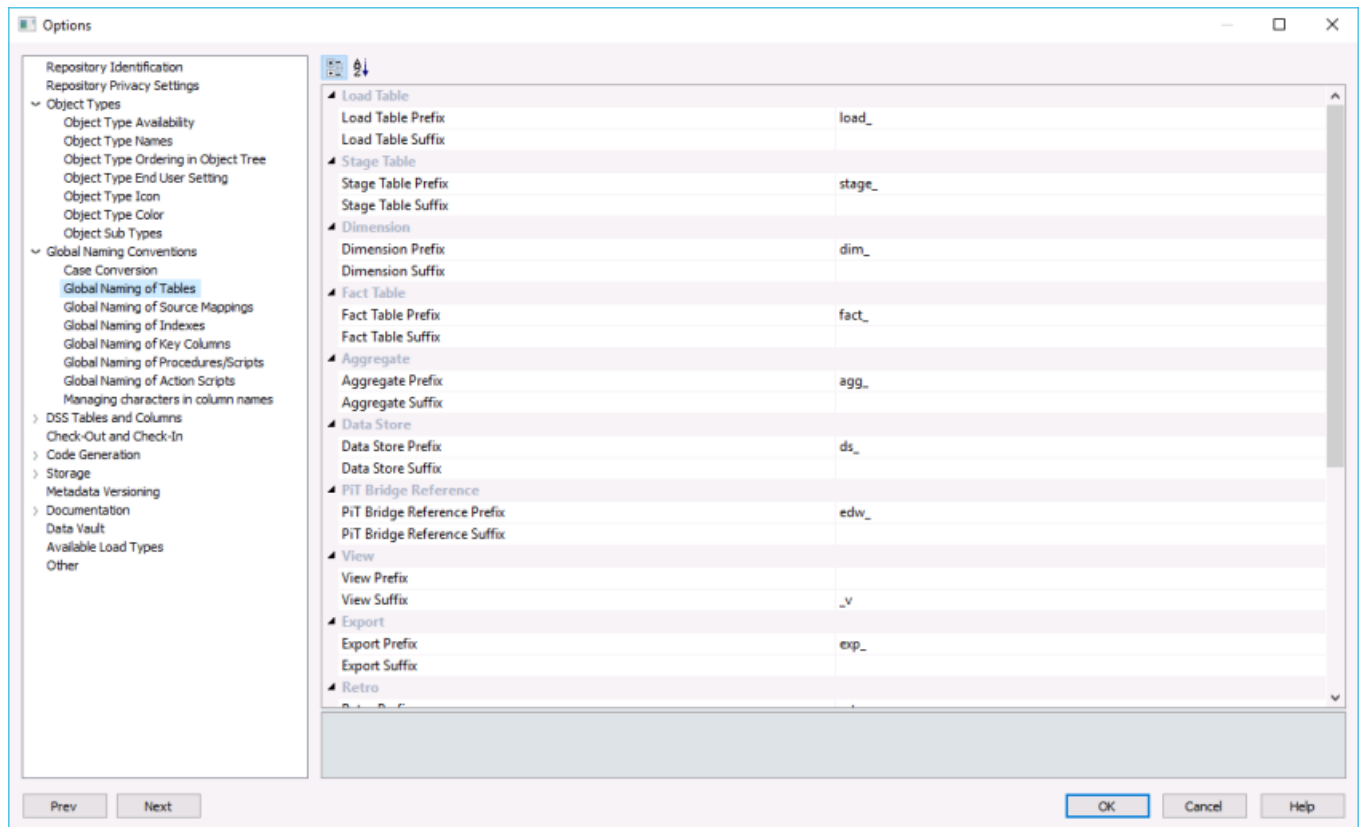 Options
Repository Identification
Repository Privacy Settings
Object Types
Object Type Availability
Object Type Names
Object Type Ordering in Object Tree
Object Type End User Setting
Object Type Icon
Object Type Color
Object Sub Types
Global Naming Conventions
Case Conversion
Global Naming of Tables
Global Naming of Source Mappings
Global Naming of Indexes
Global Naming of Key Columns
Global Naming of Procedures/Scripts
Global Naming of Action Scripts
Managing characters in column names
DSS Tables and Columns
Check-Out and Check-In
Code Generation
Storage
Metadata Versioning
Documentation
Data Vault
Available Load Types
Other
Load Table
Load Table Prefix load_
Load Table Suffix
Stage Table
Stage Table Prefix stage_
Stage Table Suffix
Dimension
Dimension Prefix dim_
Dimension Suffix
Fact Table
Fact Table Prefix fact_
Fact Table Suffix
Aggregate
Aggregate Prefix agg_
Aggregate Suffix
Data Store
Data Store Prefix ds_
Data Store Suffix
PiT Bridge Reference
PiT Bridge Reference Prefix edw_
PiT Bridge Reference Suffix
View
View Prefix
View Suffix _v
Export
Export Prefix exp_
Export Suffix
Retro
Prev Next OK Cancel Help